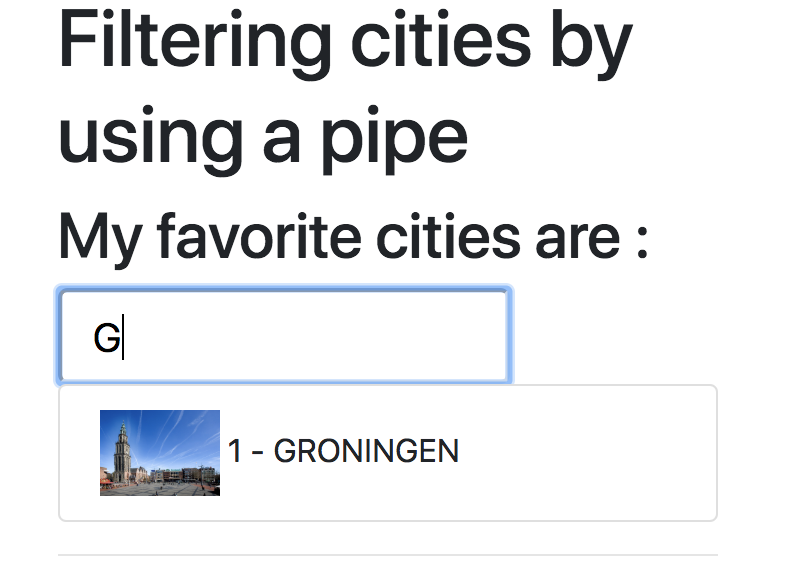 Filtering cities by
using a pipe
My favorite cities are :
G
1 - GRONINGEN